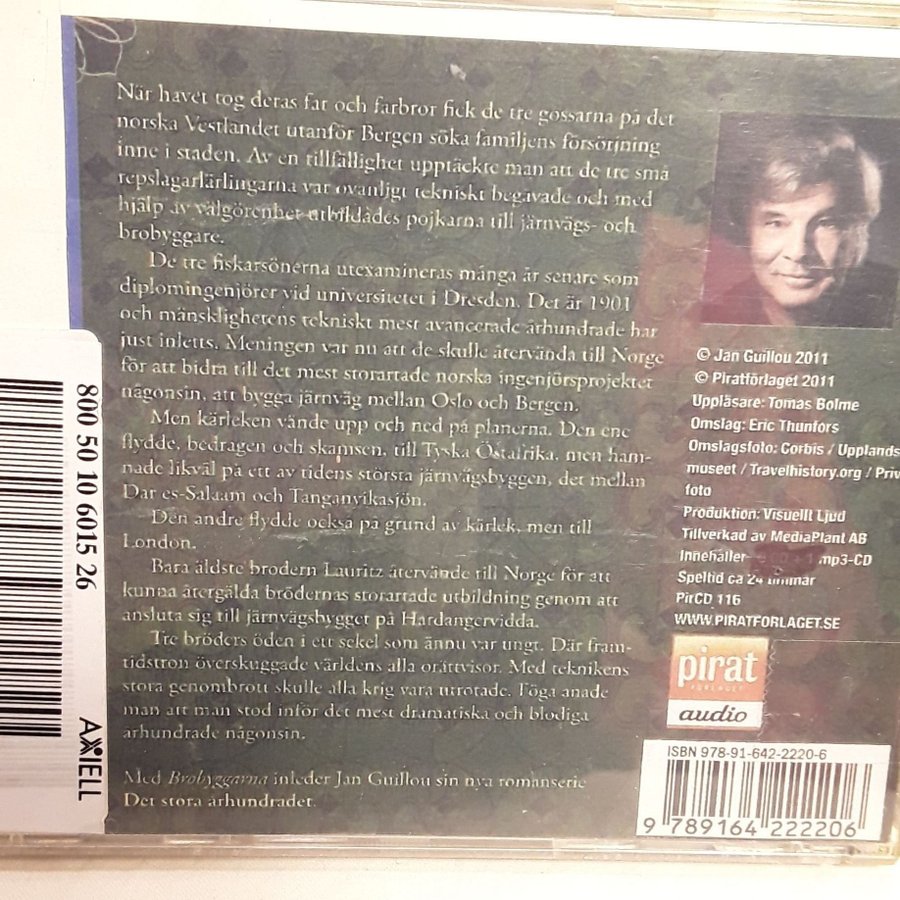 När havet tog deras far och farbror fick de tre gossarna på det
norska Vestlandet utanför Bergen söka familjens försörjning
inne i staden. Av en tillfällighet upptäckte man att de tre små
repslagarlärlingarna var ovanligt tekniskt begåvade och med
hjälp av välgörenhet utbildades pojkarna till järnvägs- och
brobyggare.
De tre fiskarsönerna utexamineras många år senare som
diplomingenjörer vid universitetet i Dresden. Det är 1901
och mänsklighetens tekniskt mest avancerade århundrade har
just inletts. Meningen var nu att de skulle återvända till Norge
för att bidra till det mest storartade norska ingenjörsprojektet
någonsin, att bygga järnväg mellan Oslo och Bergen.
Men kärleken vände upp och ned på planerna. Den ene
flydde, bedragen och skamsen, till Tyska Östafrika, men ham-
nade likväl på ett av tidens största järnvägsbyggen, det mellan
Dar es-Salaam och Tanganyikasjön.
Den andre flydde också på grund av kärlek, men till
London.
Bara äldste brodern Lauritz återvände till Norge för att
kunna återgälda brödernas storartade utbildning genom att
ansluta sig till järnvägsbygget på Hardangervidda.
Tre bröders öden i ett sekel som ännu var ungt. Där fram-
tidstron överskuggade världens alla orättvisor. Med teknikens
stora genombrott skulle alla krig vara utrotade. Föga anade
man att man stod inför det mest dramatiska och blodiga
århundrade någonsin.
Med Brobyggarna inleder Jan Guillou sin nya romanserie
Det stora århundradet.
© Jan Guillou 2011
© Piratförlaget 2011
Uppläsare: Tomas Bolme
Omslag: Eric Thunfors
Omslagsfoto: Corbis / Upplands
museet / Travelhistory.org / Priv
foto
Produktion: Visuellt Ljud
Tillverkad av MediaPlant AB
Innehåller mp3-CD
Speltid ca 24 timmar
PirCD 116
WWW.PIRATFORLAGET.SE
pirat
FÖRLAGET
audio
ISBN 978-91-642-2220-6
9 789164 222206
800 50 10 6015 26
AXIELL